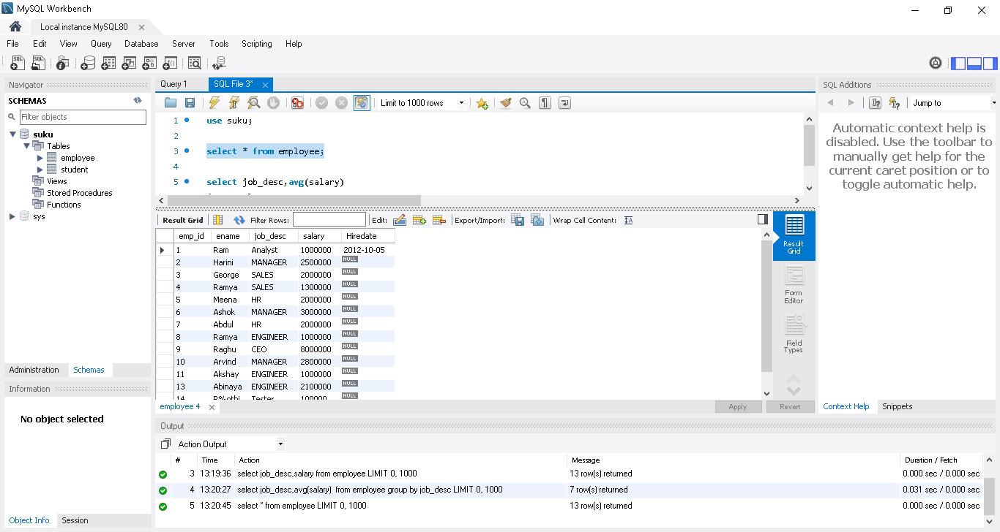 MySQL Workbench
Local instance MySQL80
File Edit View Query Database Server Tools Scripting Help
Navigator
SCHEMAS
Filter objects
suku
Tables
employee
student
Views
Stored Procedures
Functions
sys
Administration Schemas
Information
No object selected
Object Info Session
Query 1 SQL File 3*
Limit to 1000 rows
1 use suku;
2
3 select * from employee;
4
5 select job_desc,avg(salary)
Result Grid Filter Rows: Edit: Export/Import: Wrap Cell Content:
emp_id ename job_desc salary Hiredate
1 Ram Analyst 1000000 2012-10-05
2 Harini MANAGER 2500000 NULL
3 George SALES 2000000 NULL
4 Ramya SALES 1300000 NULL
5 Meena HR 2000000 NULL
6 Ashok MANAGER 3000000 NULL
7 Abdul HR 2000000 NULL
8 Ramya ENGINEER 1000000 NULL
9 Raghu CEO 8000000 NULL
10 Arvind MANAGER 2800000 NULL
11 Akshay ENGINEER 1000000 NULL
13 Abinaya ENGINEER 2100000 NULL
14 Tester 100000 NULL
Result Grid
Form Editor
Field Types
employee 4 Apply Revert
SQL Additions
Jump to
Automatic context help is
disabled. Use the toolbar to
manually get help for the
current caret position or to
toggle automatic help.
Context Help Snippets
Output
Action Output
# Time Action Message Duration / Fetch
3 13:19:36 select job_desc,salary from employee LIMIT 0, 1000 13 row(s) returned 0.000 sec / 0.000 sec
4 13:20:27 select job_desc,avg(salary) from employee group by job_desc LIMIT 0, 1000 7 row(s) returned 0.031 sec / 0.000 sec
5 13:20:45 select * from employee LIMIT 0, 1000 13 row(s) returned 0.000 sec / 0.000 sec